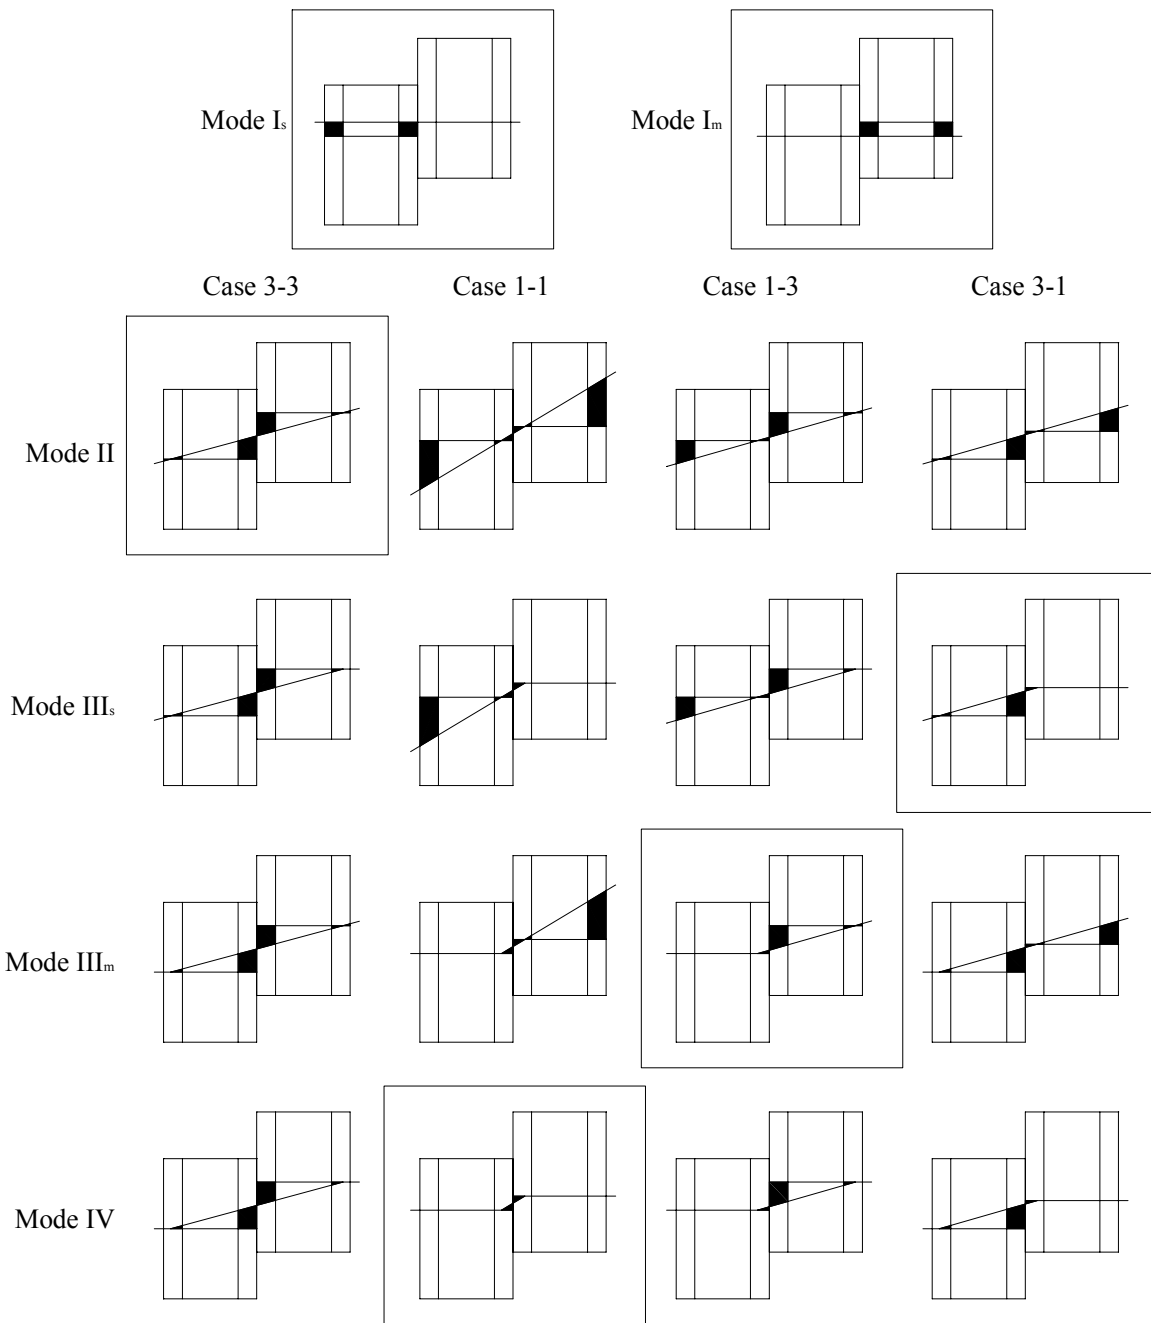 Mode Is
Mode Im
Case 3-3 Case 1-1 Case 1-3 Case 3-1
Mode II
Mode IIIs
Mode IIIm
Mode IV